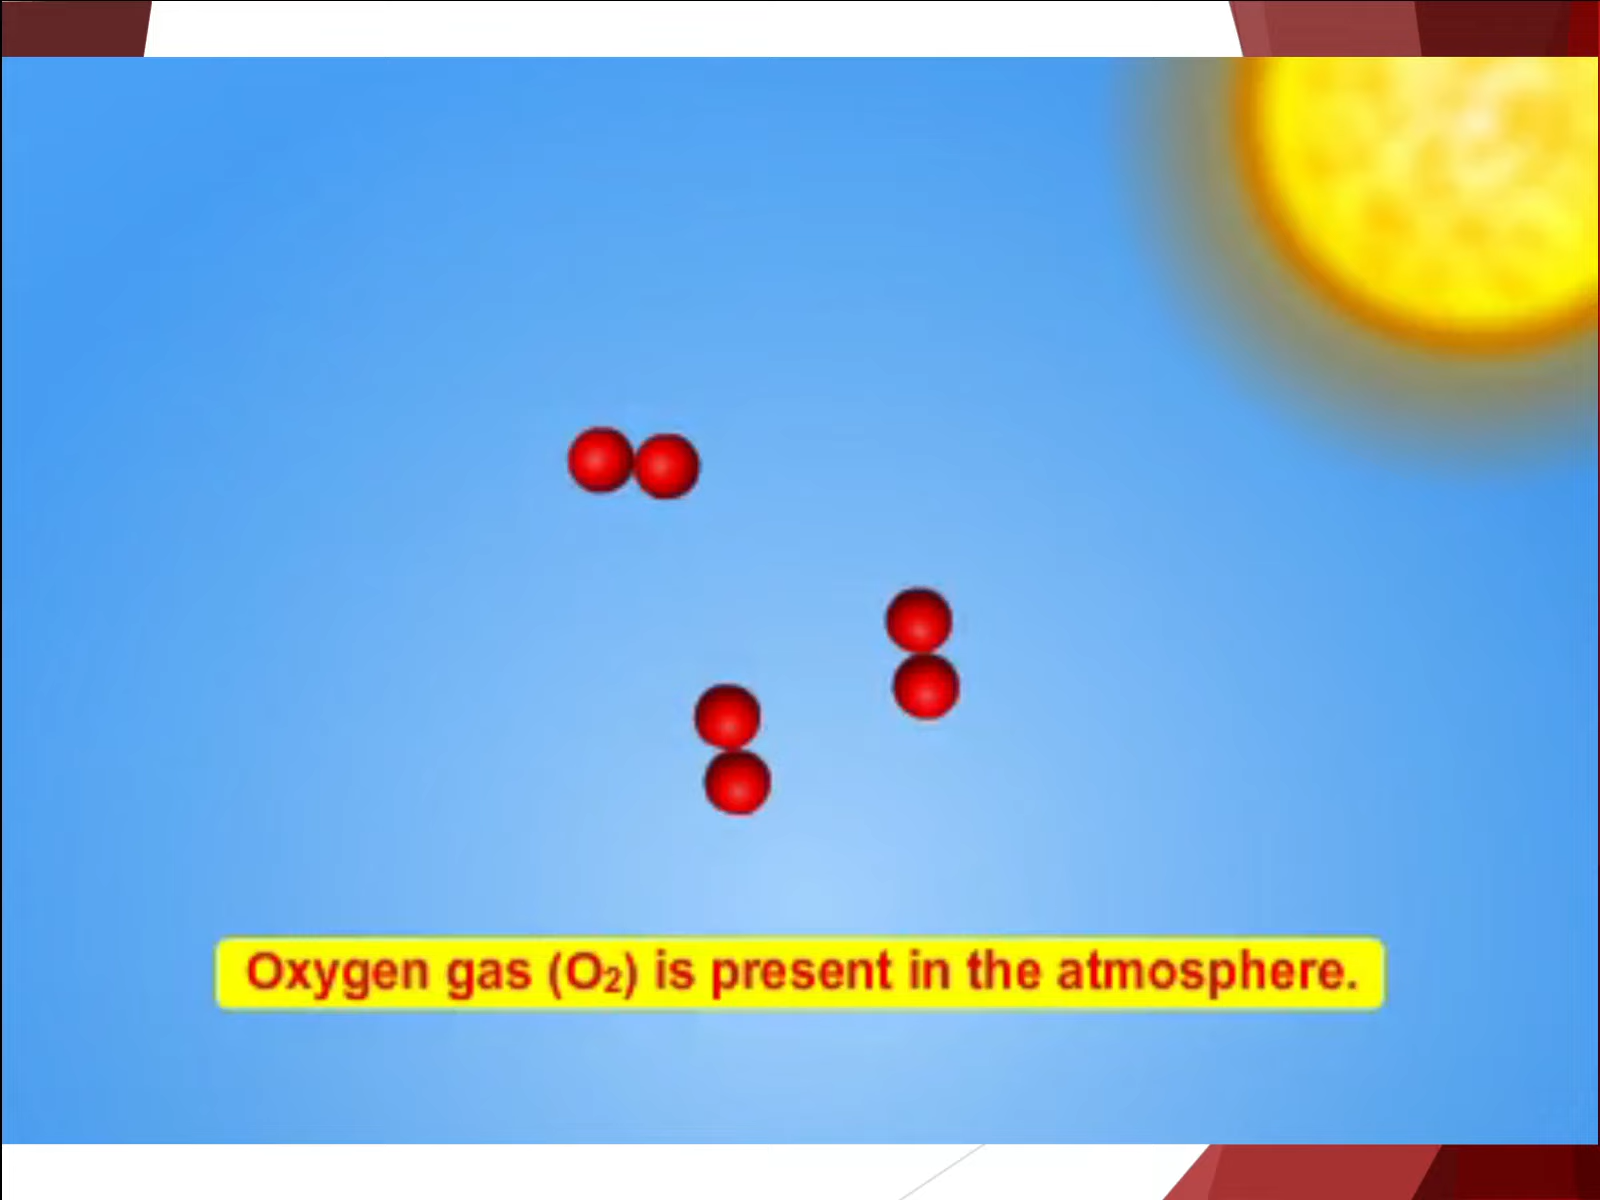 Oxygen gas (O₂) is present in the atmosphere.